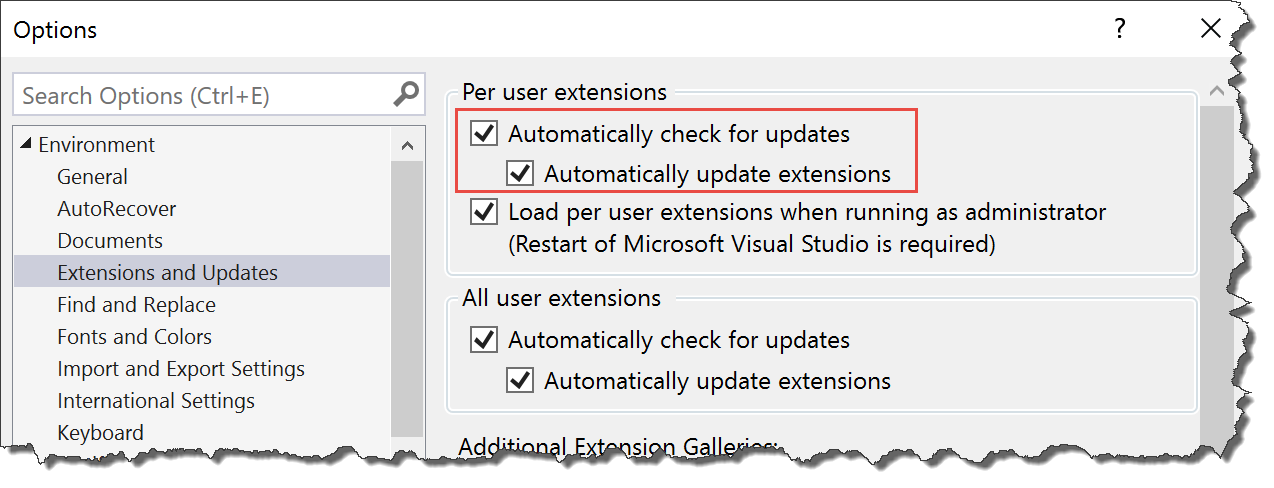 Options
?
Search Options (Ctrl+E)
Environment
General
AutoRecover
Documents
Extensions and Updates
Find and Replace
Fonts and Colors
Import and Export Settings
International Settings
Keyboard
Per user extensions
Automatically check for updates
Automatically update extensions
Load per user extensions when running as administrator
(Restart of Microsoft Visual Studio is required)
All user extensions
Automatically check for updates
Automatically update extensions
Additional Extension Galleries: